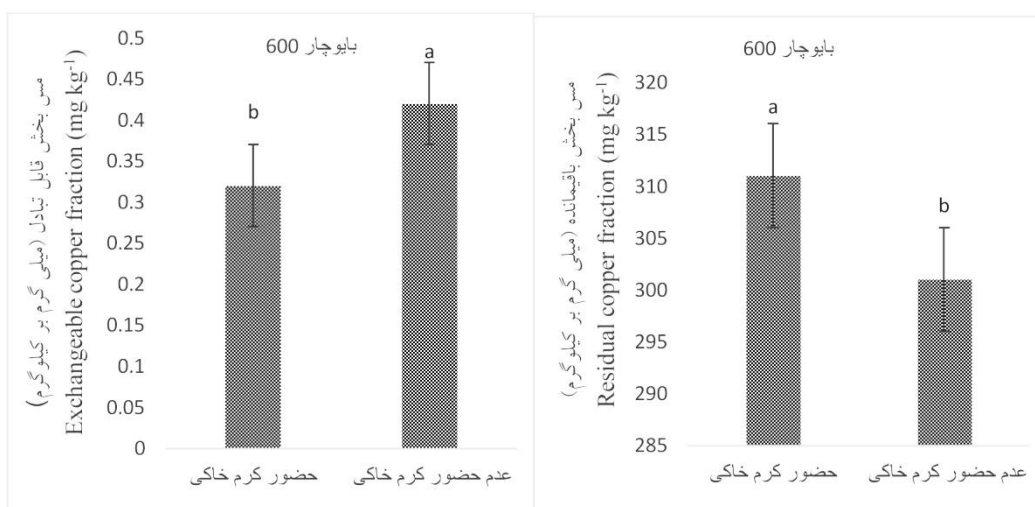 بایوچار 600
مس بخش قابل تبادل (میلی گرم بر کیلوگرم)
Exchangeable copper fraction (mg kg⁻¹)
0.5
0.45
0.4
0.35
0.3
0.25
0.2
0.15
0.1
0.05
0
b
a
حضور کرم خاکی
عدم حضور کرم خاکی
بایوچار 600
مس بخش باقیمانده (میلی گرم بر کیلوگرم)
Residual copper fraction (mg kg⁻¹)
320
315
310
305
300
295
290
285
a
b
حضور کرم خاکی
عدم حضور کرم خاکی